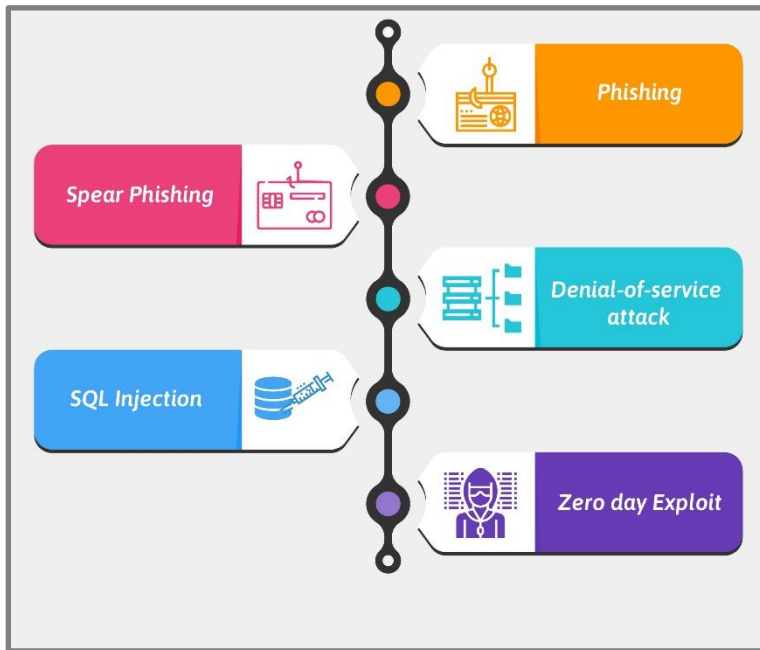 Phishing
Spear Phishing
Denial-of-service
attack
SQL Injection
Zero day Exploit